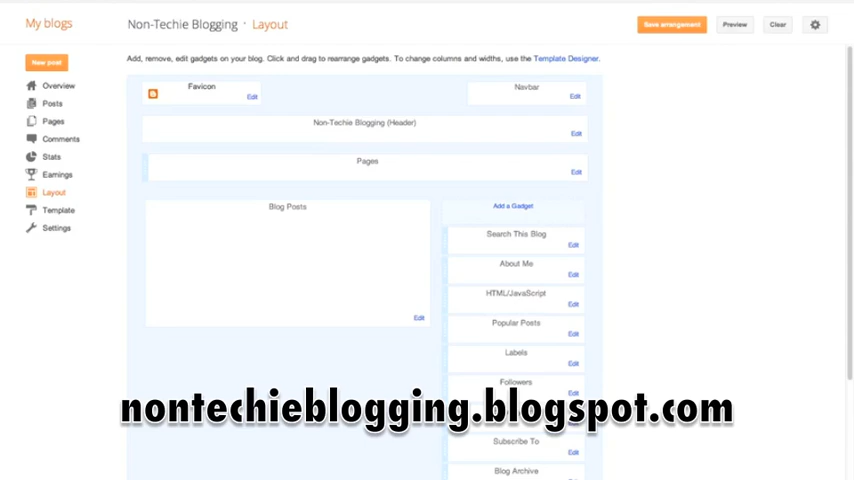 My blogs
Non-Techie Blogging · Layout
Save arrangement
Preview
Clear
Add, remove, edit gadgets on your blog. Click and drag to rearrange gadgets. To change columns and widths, use the Template Designer.
New post
Overview
Posts
Pages
Comments
Stats
Earnings
Layout
Template
Settings
Favicon
Edit
Navbar
Edit
Non-Techie Blogging (Header)
Edit
Pages
Edit
Blog Posts
Edit
Add a Gadget
Search This Blog
Edit
About Me
Edit
HTML/JavaScript
Edit
Popular Posts
Edit
Labels
Edit
Followers
Edit
nontechieblogging.blogspot.com
Subscribe To
Edit
Blog Archive